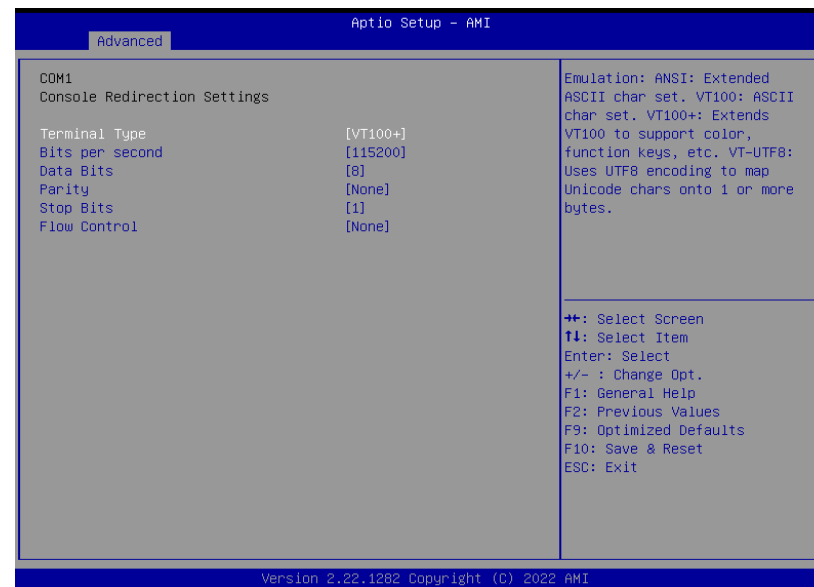 Aptio Setup – AMI
Advanced
COM1
Console Redirection Settings
Terminal Type [VT100+]
Bits per second [115200]
Data Bits [8]
Parity [None]
Stop Bits [1]
Flow Control [None]
Emulation: ANSI: Extended
ASCII char set. VT100: ASCII
char set. VT100+: Extends
VT100 to support color,
function keys, etc. VT-UTF8:
Uses UTF8 encoding to map
Unicode chars onto 1 or more
bytes.
→←: Select Screen
↑↓: Select Item
Enter: Select
+/- : Change Opt.
F1: General Help
F2: Previous Values
F9: Optimized Defaults
F10: Save & Reset
ESC: Exit
Version 2.22.1282 Copyright (C) 2022 AMI